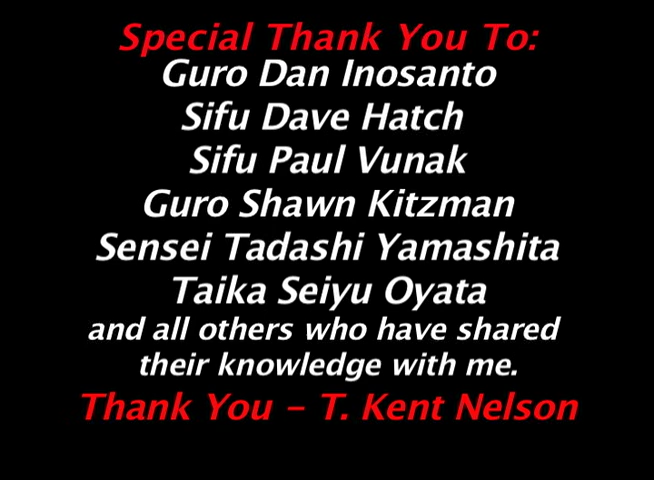 Special Thank You To:
Guro Dan Inosanto
Sifu Dave Hatch
Sifu Paul Vunak
Guro Shawn Kitzman
Sensei Tadashi Yamashita
Taika Seiyu Oyata
and all others who have shared
their knowledge with me.
Thank You – T. Kent Nelson